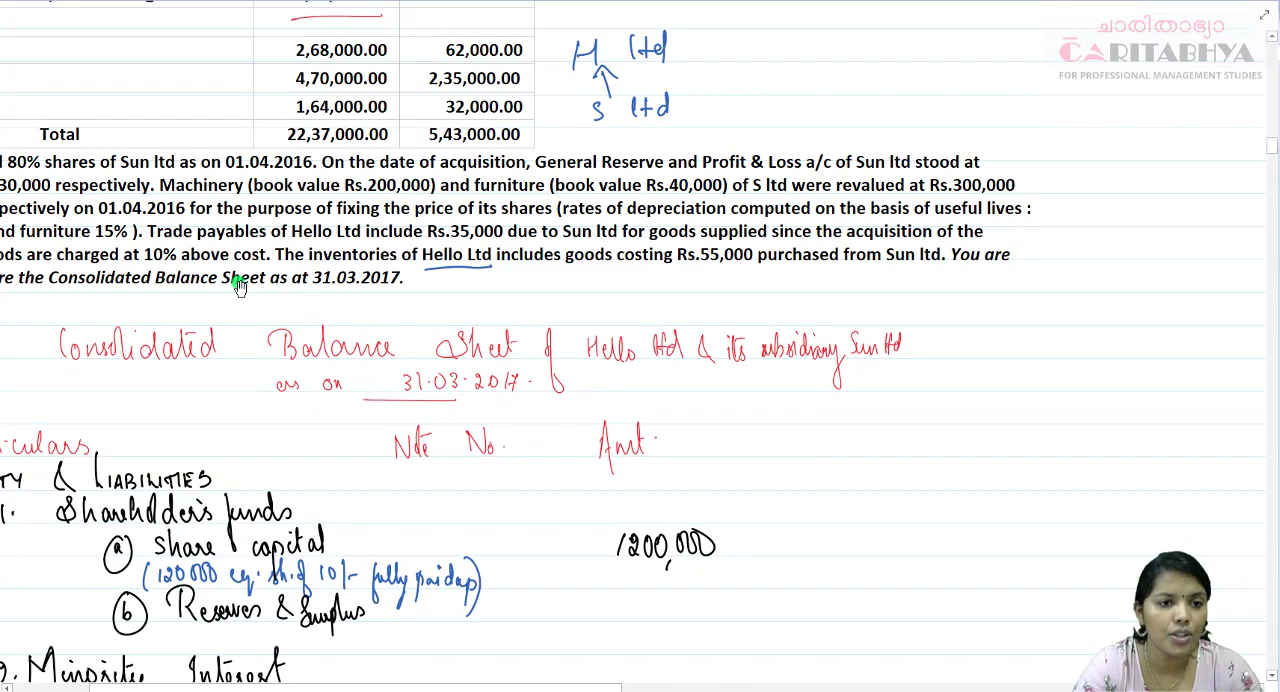 ചാരിതാഭ്യാ
CARITABHYA
FOR PROFESSIONAL MANAGEMENT STUDIES
2,68,000.00 62,000.00
4,70,000.00 2,35,000.00
1,64,000.00 32,000.00
Total 22,37,000.00 5,43,000.00
H ltd
S ltd
80% shares of Sun ltd as on 01.04.2016. On the date of acquisition, General Reserve and Profit & Loss a/c of Sun ltd stood at
30,000 respectively. Machinery (book value Rs.200,000) and furniture (book value Rs.40,000) of S ltd were revalued at Rs.300,000
pectively on 01.04.2016 for the purpose of fixing the price of its shares (rates of depreciation computed on the basis of useful lives :
nd furniture 15% ). Trade payables of Hello Ltd include Rs.35,000 due to Sun ltd for goods supplied since the acquisition of the
ods are charged at 10% above cost. The inventories of Hello Ltd includes goods costing Rs.55,000 purchased from Sun ltd. You are
re the Consolidated Balance Sheet as at 31.03.2017.
Consolidated Balance Sheet of Hello ltd & its subsidiary Sun ltd
as on 31.03.2017.
iculars Note No. Amt.
TY & LIABILITIES
1. Shareholder's funds
(a) Share capital 1200,000
(120000 eq. sh. of 10/- fully paid up)
(b) Reserves & Surplus
2. Minority Interest